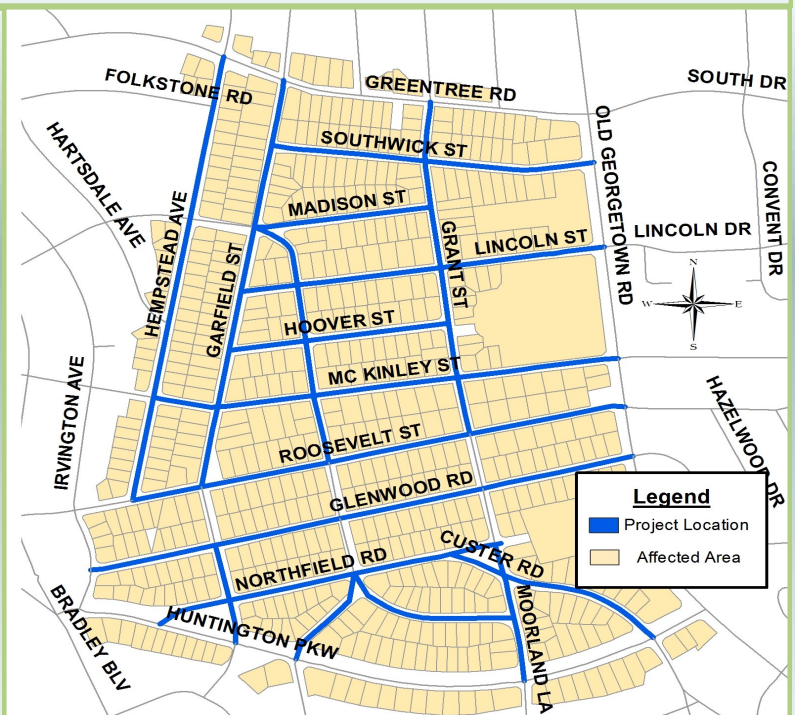 FOLKSTONE RD
GREENTREE RD
SOUTH DR
HARTSDALE AVE
SOUTHWICK ST
OLD GEORGETOWN RD
CONVENT DR
MADISON ST
HEMPSTEAD AVE
GRANT ST
LINCOLN ST
LINCOLN DR
GARFIELD ST
N
W
E
S
HOOVER ST
MC KINLEY ST
IRVINGTON AVE
HAZELWOOD DR
ROOSEVELT ST
GLENWOOD RD
Legend
Project Location
Affected Area
CUSTER RD
NORTHFIELD RD
BRADLEY BLV
HUNTINGTON PKW
MOORLAND LA